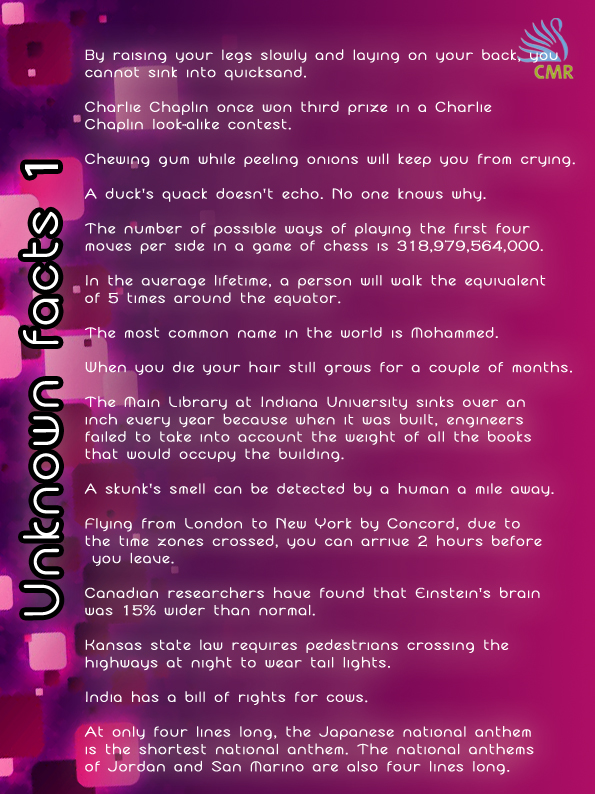 Unknown facts 1
CMR
By raising your legs slowly and laying on your back, you
cannot sink into quicksand.
Charlie Chaplin once won third prize in a Charlie
Chaplin look-alike contest.
Chewing gum while peeling onions will keep you from crying.
A duck's quack doesn't echo. No one knows why.
The number of possible ways of playing the first four
moves per side in a game of chess is 318,979,564,000.
In the average lifetime, a person will walk the equivalent
of 5 times around the equator.
The most common name in the world is Mohammed.
When you die your hair still grows for a couple of months.
The Main Library at Indiana University sinks over an
inch every year because when it was built, engineers
failed to take into account the weight of all the books
that would occupy the building.
A skunk's smell can be detected by a human a mile away.
Flying from London to New York by Concord, due to
the time zones crossed, you can arrive 2 hours before
you leave.
Canadian researchers have found that Einstein's brain
was 15% wider than normal.
Kansas state law requires pedestrians crossing the
highways at night to wear tail lights.
India has a bill of rights for cows.
At only four lines long, the Japanese national anthem
is the shortest national anthem. The national anthems
of Jordan and San Marino are also four lines long.